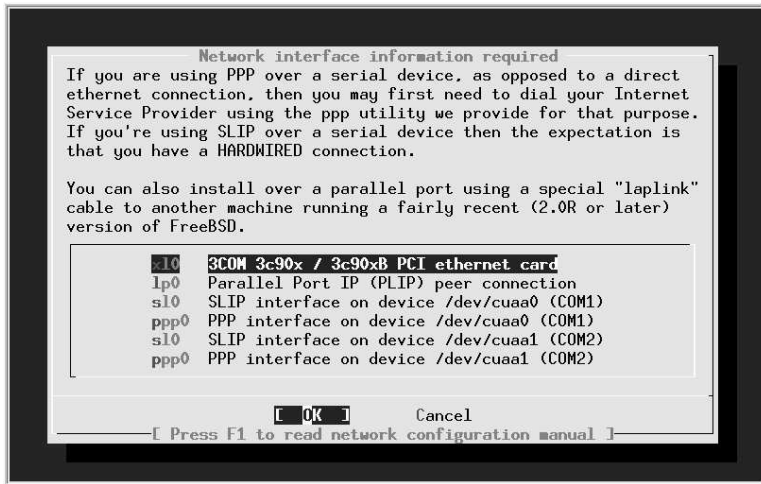 Network interface information required
If you are using PPP over a serial device, as opposed to a direct
ethernet connection, then you may first need to dial your Internet
Service Provider using the ppp utility we provide for that purpose.
If you're using SLIP over a serial device then the expectation is
that you have a HARDWIRED connection.
You can also install over a parallel port using a special "laplink"
cable to another machine running a fairly recent (2.0R or later)
version of FreeBSD.
xl0 3COM 3c90x / 3c90xB PCI ethernet card
lp0 Parallel Port IP (PLIP) peer connection
sl0 SLIP interface on device /dev/cuaa0 (COM1)
ppp0 PPP interface on device /dev/cuaa0 (COM1)
sl0 SLIP interface on device /dev/cuaa1 (COM2)
ppp0 PPP interface on device /dev/cuaa1 (COM2)
[ OK ] Cancel
[ Press F1 to read network configuration manual ]